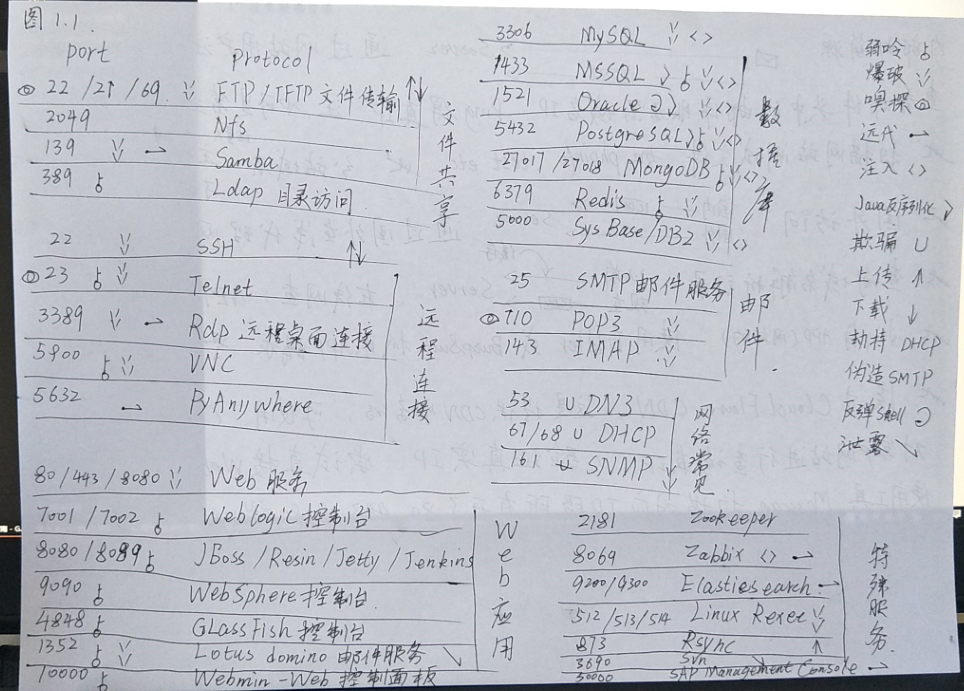 图 1.1.
port Protocol
22 /21 /69 FTP/TFTP 文件传输
2049 Nfs
139 Samba
389 Ldap 目录访问
文件共享
22 SSH
23 Telnet
3389 Rdp 远程桌面连接
5900 VNC
5632 PyAnywhere
远程连接
80/443/8080 Web 服务
7001 /7002 Weblogic 控制台
8080/8089 JBoss/Resin/Jetty/Jenkins
9090 WebSphere 控制台
4848 GLassFish 控制台
1352 Lotus domino 邮件服务
10000 Webmin-Web 控制面板
Web应用
3306 MySQL <>
1433 MSSQL <>
1521 Oracle <>
5432 PostgreSQL <>
27017 /27018 MongoDB <>
6379 Redis
5000 SysBase/DB2 <>
数据库
25 SMTP 邮件服务
110 POP3
143 IMAP
邮件.
53 DNS
67/68 DHCP
161 SNMP
网络常见
2181 Zookeeper
8069 Zabbix <>
9200/9300 Elasticsearch
512/513/514 Linux Rexec
873 Rsync
3690 Svn
50000 SAP Management Console
特殊服务.
弱口令
爆破
嗅探
远代
注入 <>
Java反序列化
欺骗 U
上传 ↑
下载 ↓
劫持 DHCP
伪造 SMTP
反弹Shell
泄露